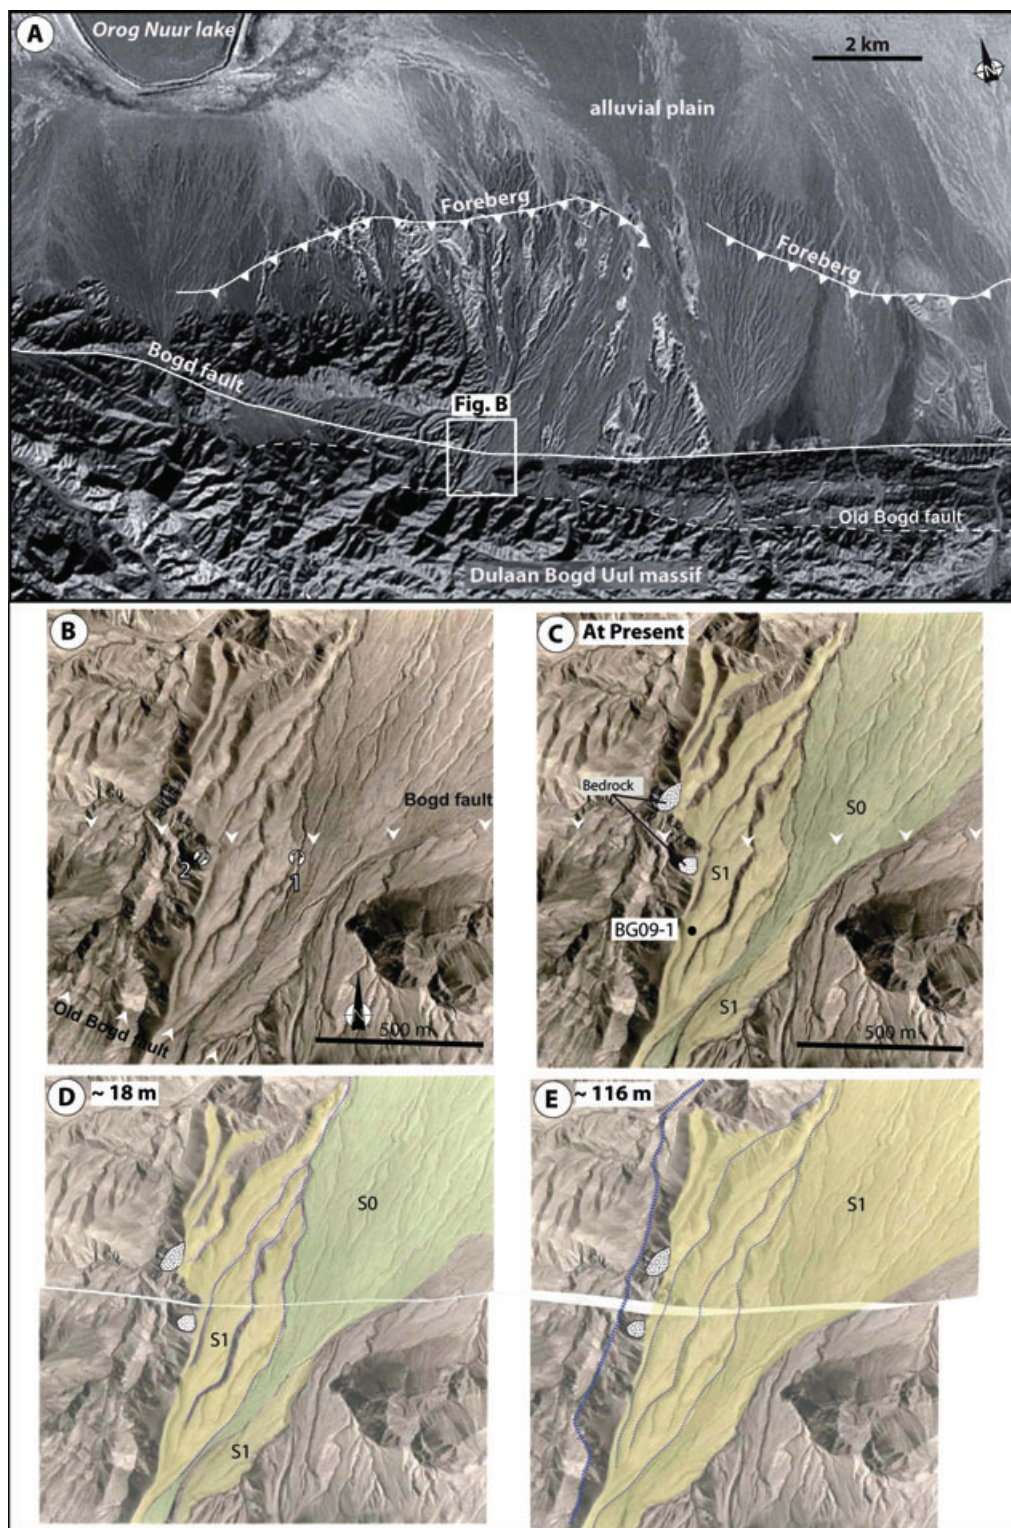 A
Orog Nuur lake
2 km
N
alluvial plain
Foreberg
Foreberg
Bogd fault
Fig. B
Old Bogd fault
Dulaan Bogd Uul massif
B
Bogd fault
2
1
N
Old Bogd fault
500 m
C At Present
Bedrock
S0
S1
BG09-1
S1
500 m
D ~ 18 m
S0
S1
S1
E ~ 116 m
S1